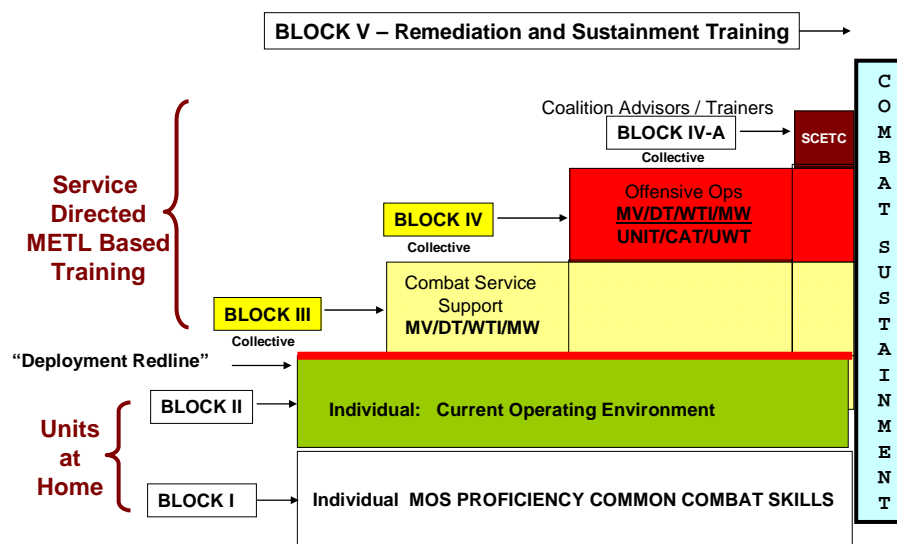 BLOCK V – Remediation and Sustainment Training
Coalition Advisors / Trainers
BLOCK IV-A
Collective
SCETC
Service
Directed
METL Based
Training
BLOCK IV
Collective
Offensive Ops
MV/DT/WTI/MW
UNIT/CAT/UWT
BLOCK III
Collective
Combat Service
Support
MV/DT/WTI/MW
“Deployment Redline”
Units
at
Home
BLOCK II
Individual: Current Operating Environment
BLOCK I
Individual MOS PROFICIENCY COMMON COMBAT SKILLS
COMBAT SUSTAINMENT